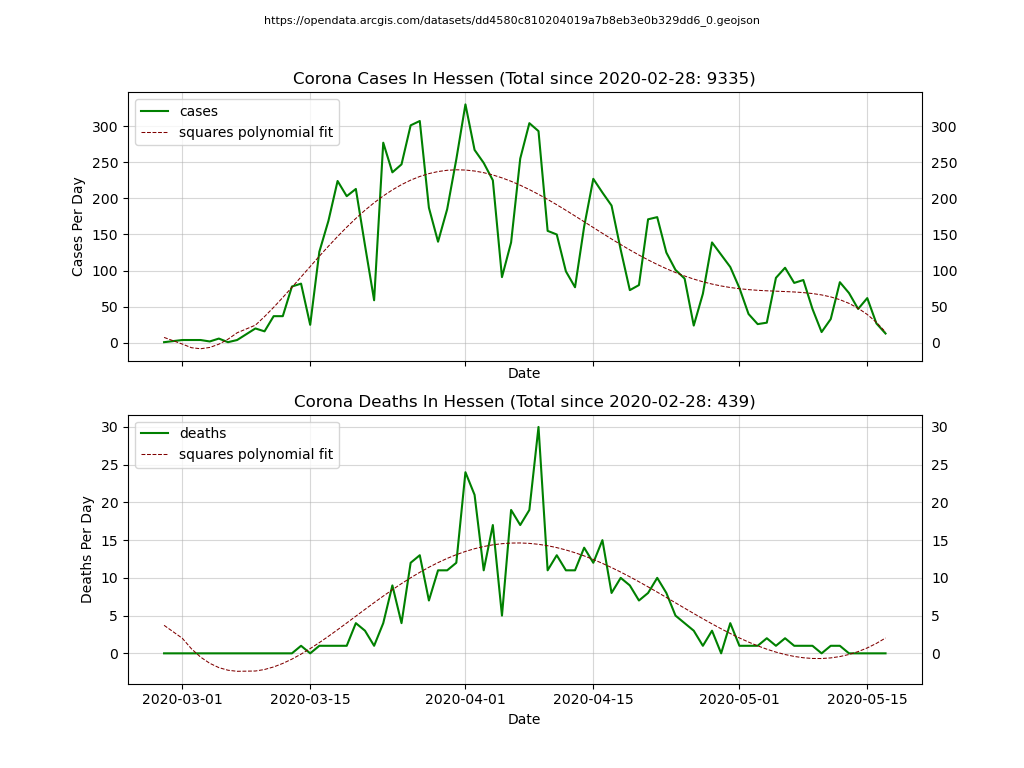 https://opendata.arcgis.com/datasets/dd4580c810204019a7b8eb3e0b329dd6_0.geojson
Corona Cases In Hessen (Total since 2020-02-28: 9335)
cases
squares polynomial fit
Cases Per Day
300
250
200
150
100
50
0
300
250
200
150
100
50
0
Date
Corona Deaths In Hessen (Total since 2020-02-28: 439)
deaths
squares polynomial fit
Deaths Per Day
30
25
20
15
10
5
0
30
25
20
15
10
5
0
2020-03-01 2020-03-15 2020-04-01 2020-04-15 2020-05-01 2020-05-15
Date